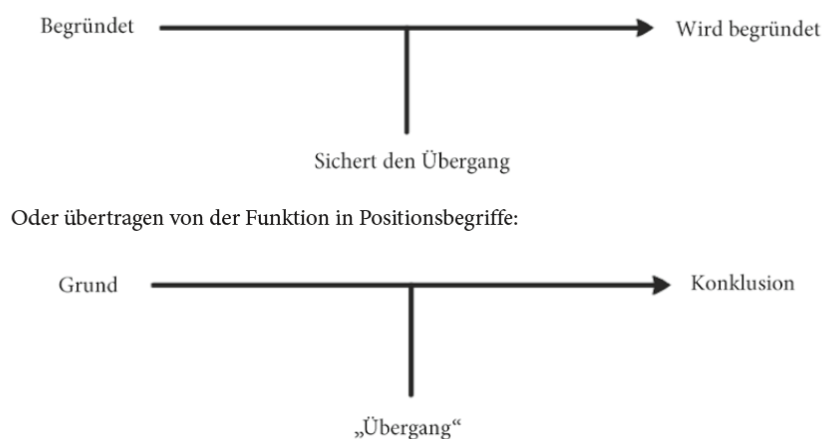 Begründet
Wird begründet
Sichert den Übergang
Oder übertragen von der Funktion in Positionsbegriffe:
Grund
Konklusion
„Übergang“